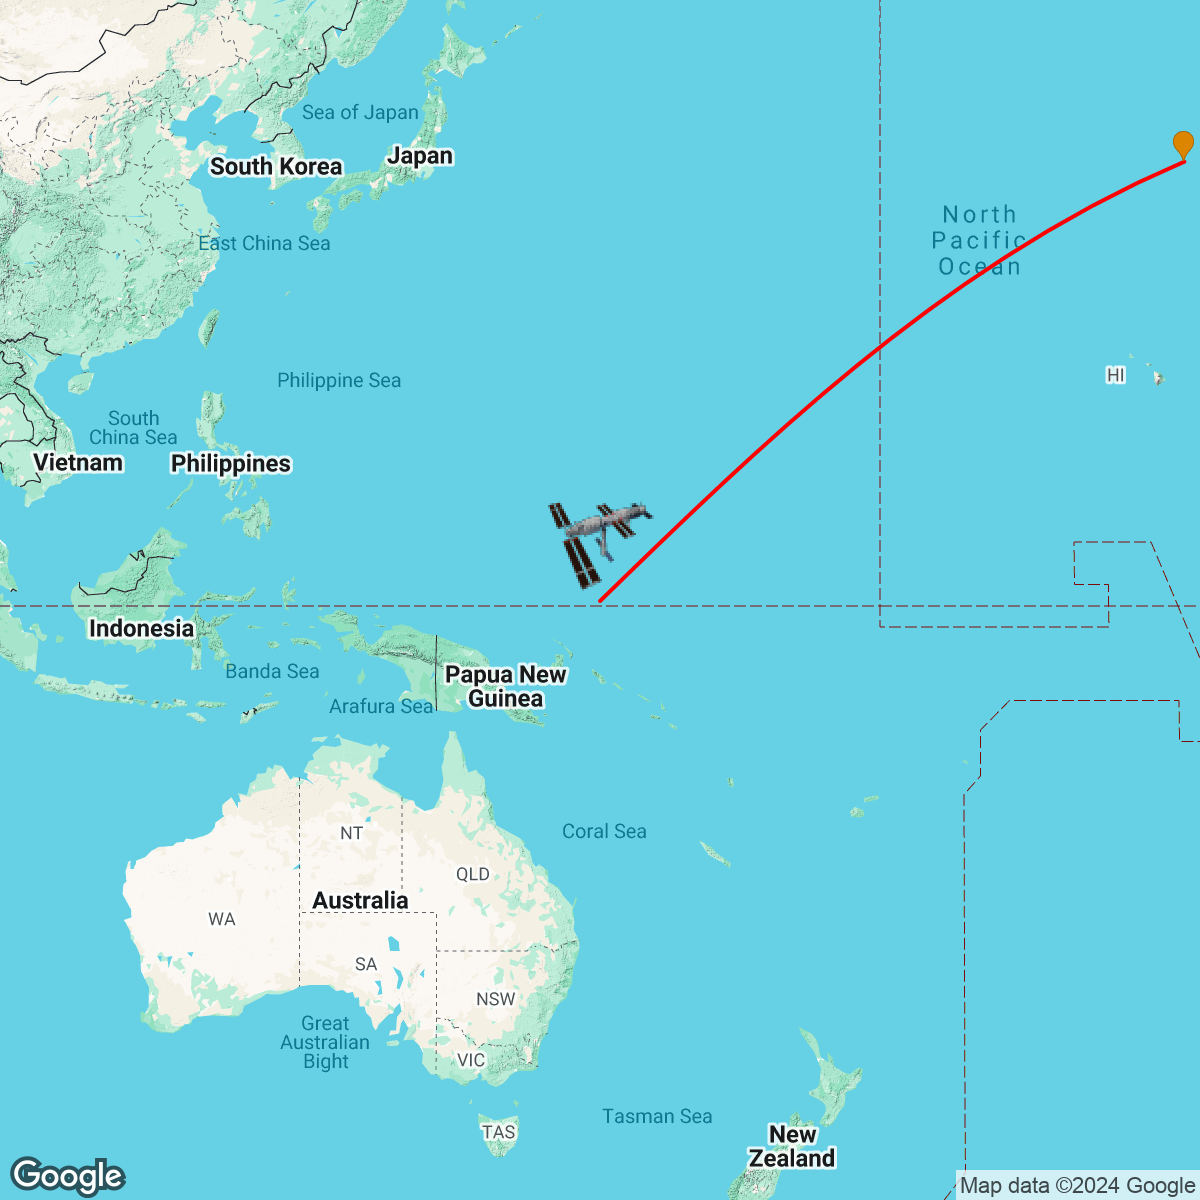 Sea of Japan
Japan
South Korea
North
Pacific
Ocean
East China Sea
Philippine Sea
HI
South
China Sea
Vietnam
Philippines
Indonesia
Banda Sea
Papua New
Guinea
Arafura Sea
Coral Sea
NT
QLD
Australia
WA
SA
NSW
Great
Australian
Bight
VIC
Tasman Sea
TAS
New
Zealand
Google
Map data ©2024 Google